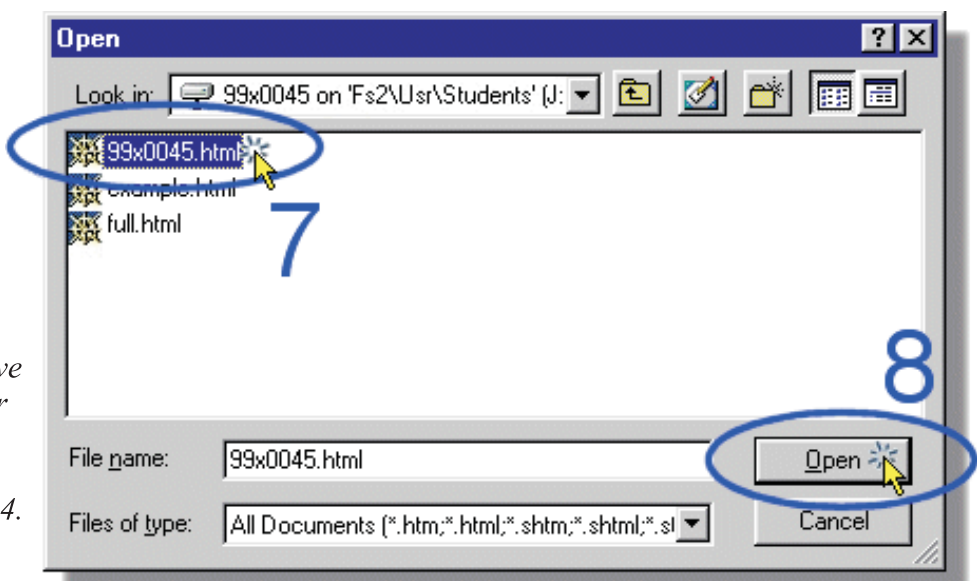 Open
Look in: 99x0045 on 'Fs2\Usr\Students' (J:
99x0045.html
example.html
full.html
7
8
ve
r
4.
File name: 99x0045.html Open
Files of type: All Documents (*.htm;*.html;*.shtm;*.shtml;*.sl Cancel